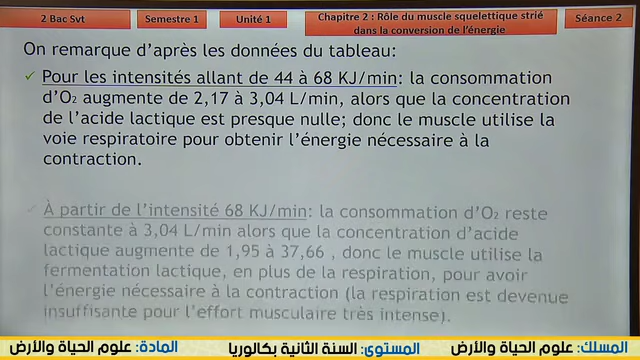 2 Bac Svt
Semestre 1
Unité 1
Chapitre 2 : Rôle du muscle squelettique strié
dans la conversion de l'énergie
Séance 2
On remarque d'après les données du tableau:
✓ Pour les intensités allant de 44 à 68 KJ/min: la consommation
d'O₂ augmente de 2,17 à 3,04 L/min, alors que la concentration
de l'acide lactique est presque nulle; donc le muscle utilise la
voie respiratoire pour obtenir l'énergie nécessaire à la
contraction.
✓ À partir de l'intensité 68 KJ/min: la consommation d'O₂ reste
constante à 3,04 L/min alors que la concentration d'acide
lactique augmente de 1,95 à 37,66 , donc le muscle utilise la
fermentation lactique, en plus de la respiration, pour avoir
l'énergie nécessaire à la contraction (la respiration est devenue
insuffisante pour l'effort musculaire très intense).
المسلك: علوم الحياة والأرض المستوى: السنة الثانية بكالوريا المادة: علوم الحياة والأرض